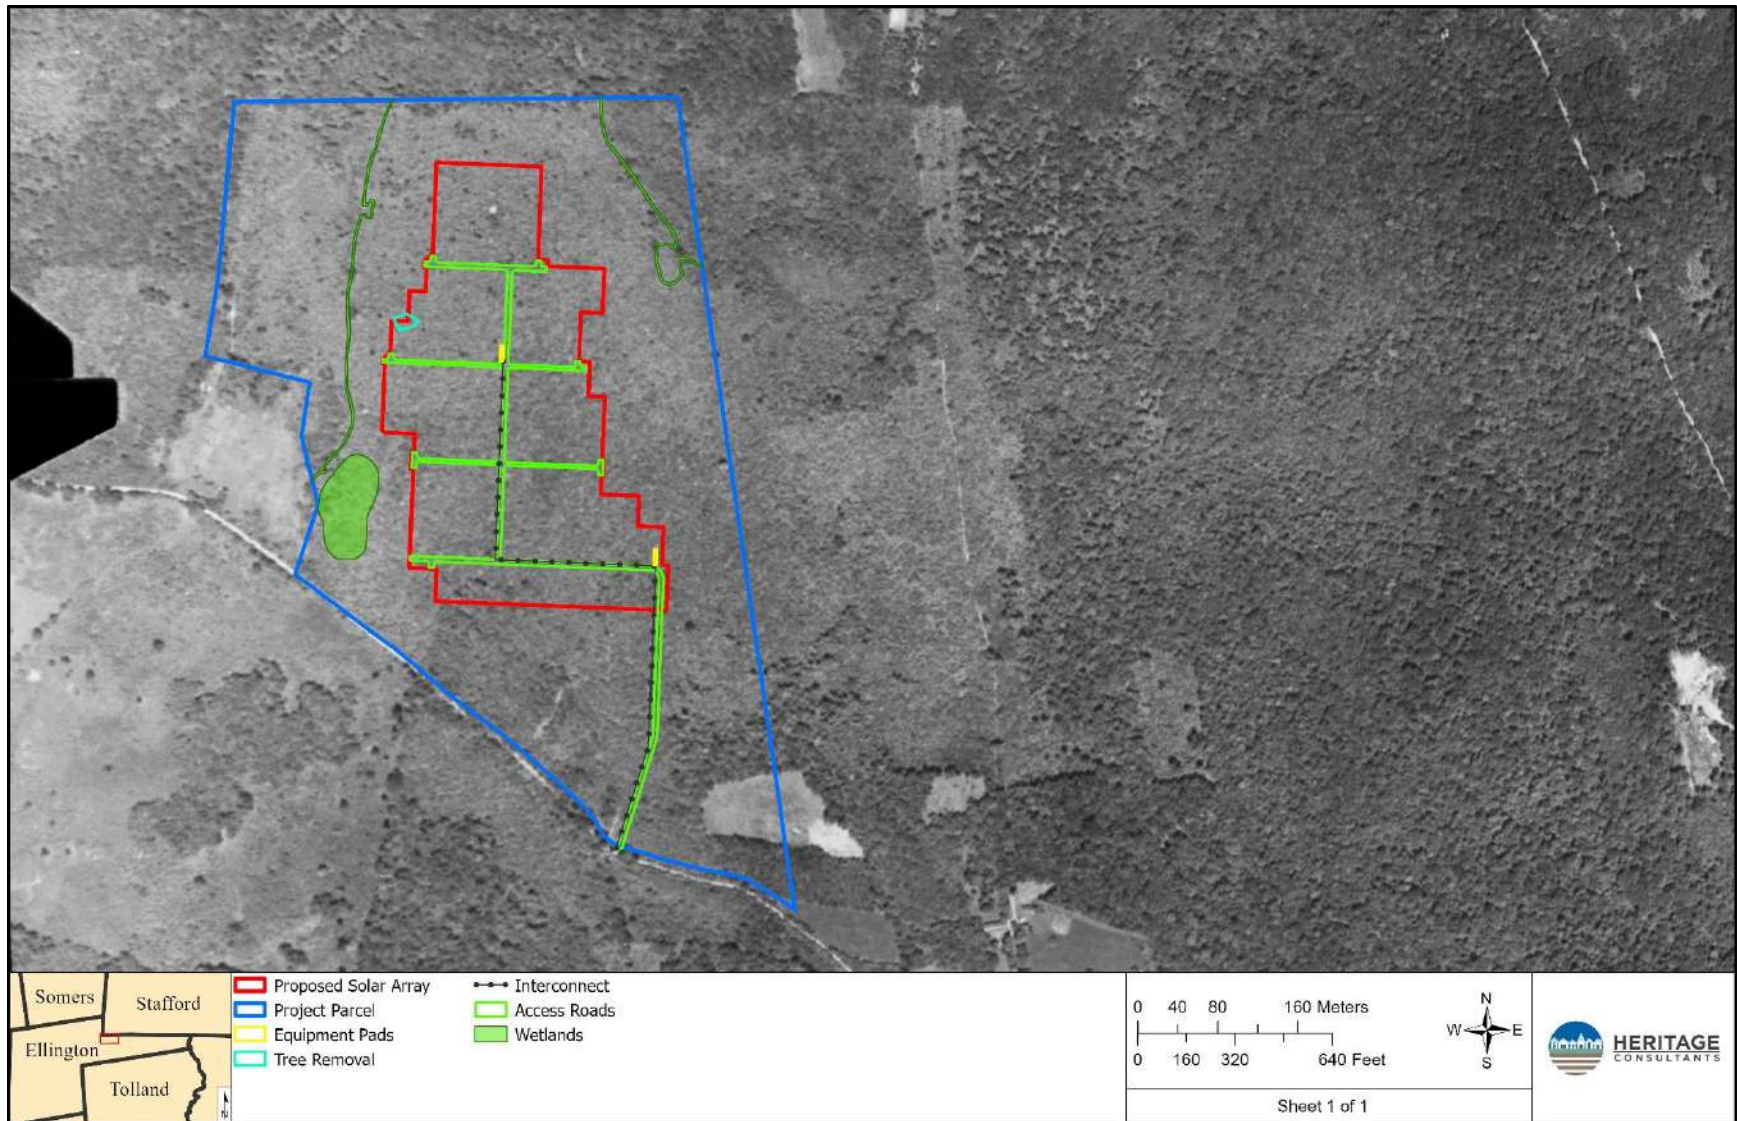 Somers
Stafford
Ellington
Tolland
N
Proposed Solar Array
Project Parcel
Equipment Pads
Tree Removal
Interconnect
Access Roads
Wetlands
0 40 80 160 Meters
0 160 320 640 Feet
N
W E
S
Sheet 1 of 1
HERITAGE
CONSULTANTS